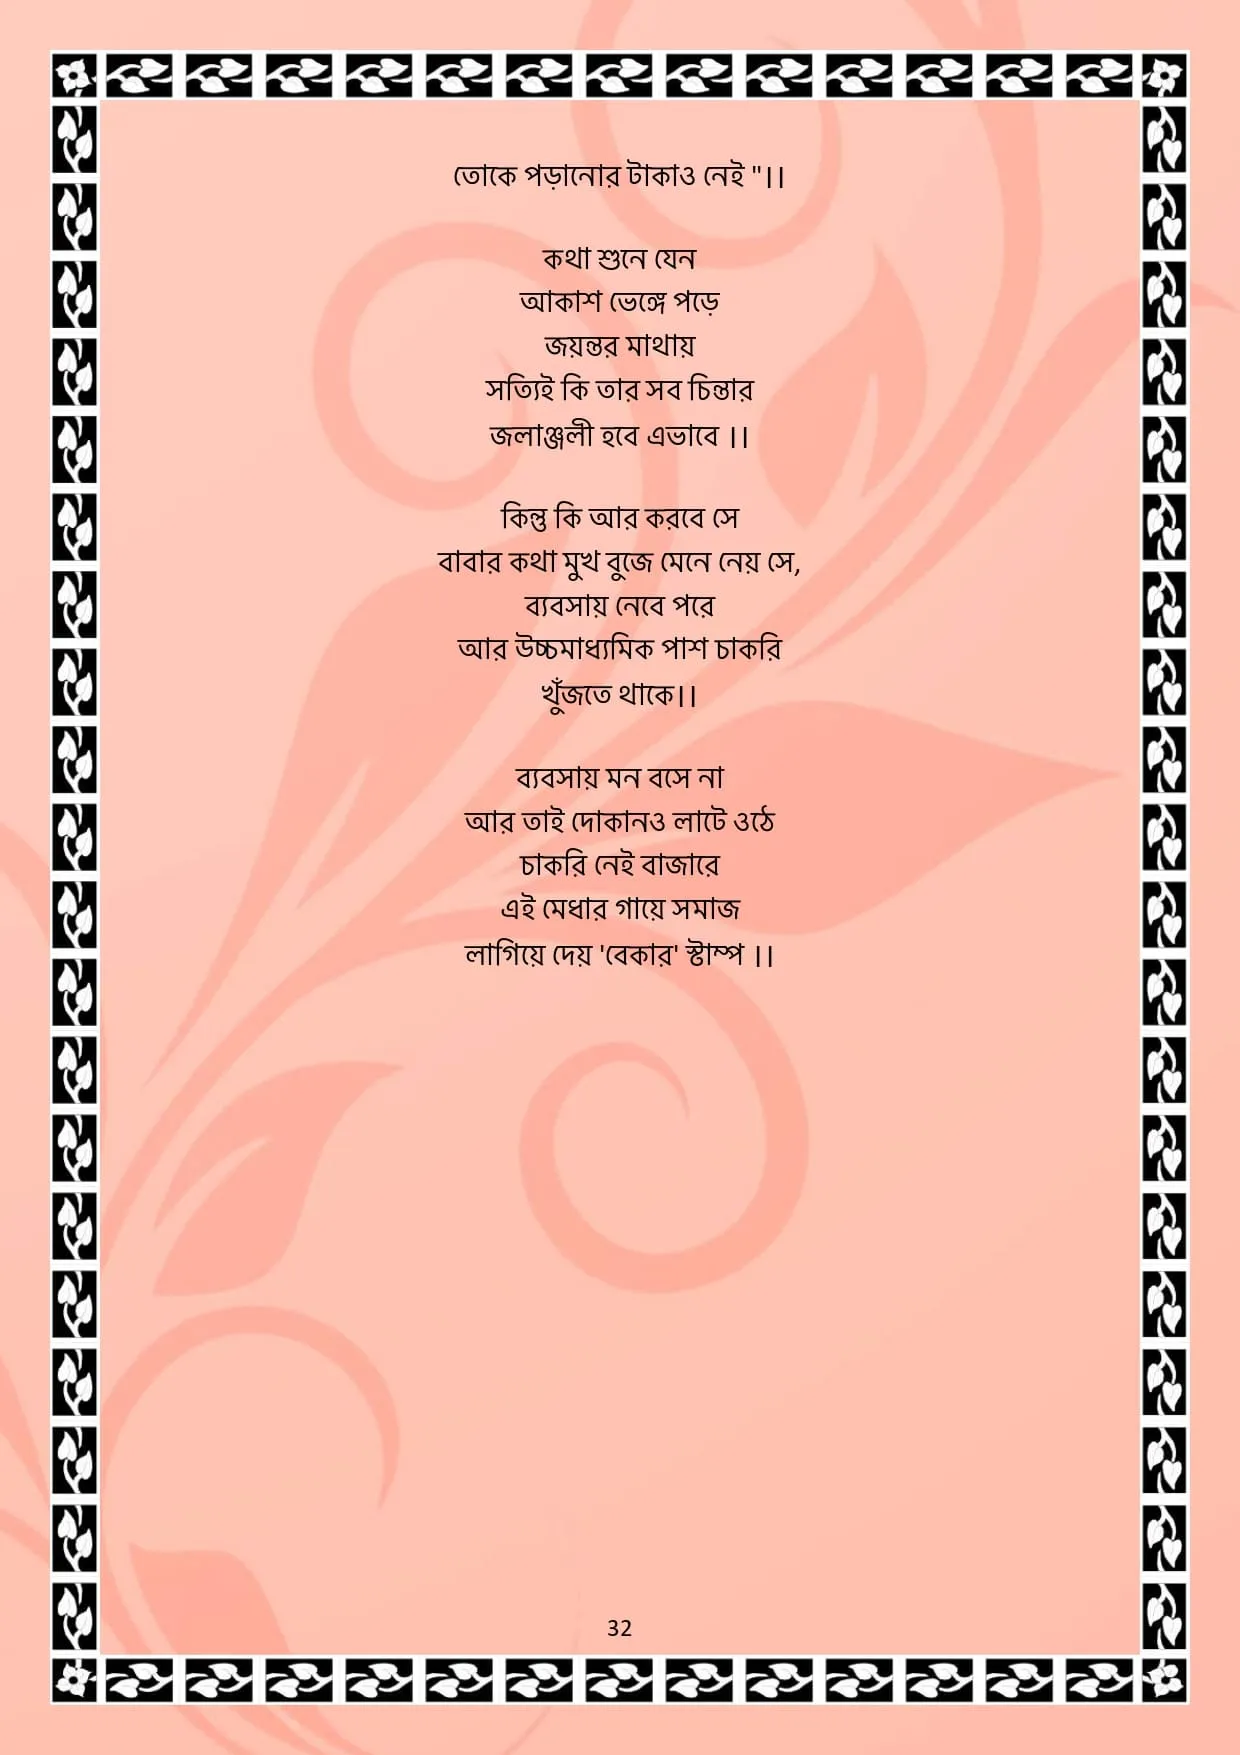 তোকে পড়ানোর টাকাও নেই "।।
কথা শুনে যেন
আকাশ ভেঙ্গে পড়ে
জয়ন্তর মাথায়
সত্যিই কি তার সব চিন্তার
জলাঞ্জলী হবে এভাবে ।।
কিন্তু কি আর করবে সে
বাবার কথা মুখ বুজে মেনে নেয় সে,
ব্যবসায় নেবে পরে
আর উচ্চমাধ্যমিক পাশ চাকরি
খুঁজতে থাকে।।
ব্যবসায় মন বসে না
আর তাই দোকানও লাটে ওঠে
চাকরি নেই বাজারে
এই মেধার গায়ে সমাজ
লাগিয়ে দেয় 'বেকার' স্টাম্প ।।
32